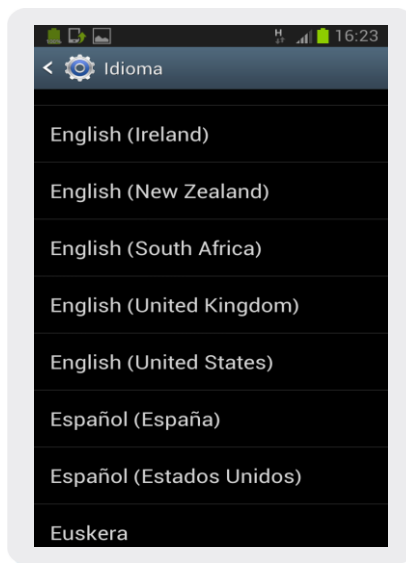 H 16:23
Idioma
English (Ireland)
English (New Zealand)
English (South Africa)
English (United Kingdom)
English (United States)
Español (España)
Español (Estados Unidos)
Euskera